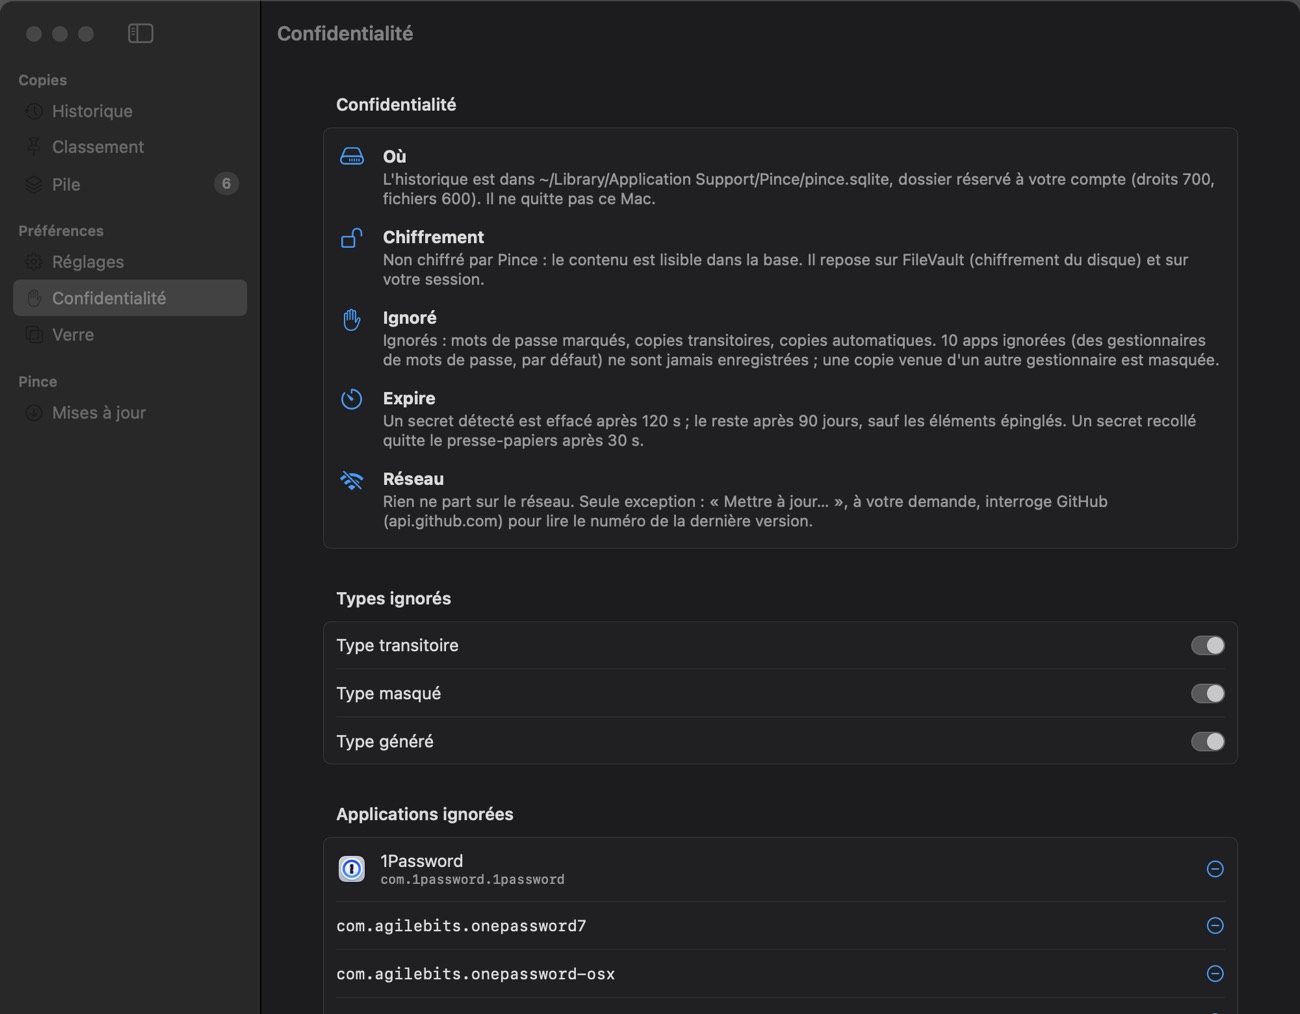 Confidentialité
Copies
Historique
Classement
Pile
6
Préférences
Réglages
Confidentialité
Verre
Pince
Mises à jour
Confidentialité
Où
L'historique est dans ~/Library/Application Support/Pince/pince.sqlite, dossier réservé à votre compte (droits 700,
fichiers 600). Il ne quitte pas ce Mac.
Chiffrement
Non chiffré par Pince : le contenu est lisible dans la base. Il repose sur FileVault (chiffrement du disque) et sur
votre session.
Ignoré
Ignorés : mots de passe marqués, copies transitoires, copies automatiques. 10 apps ignorées (des gestionnaires
de mots de passe, par défaut) ne sont jamais enregistrées ; une copie venue d'un autre gestionnaire est masquée.
Expire
Un secret détecté est effacé après 120 s ; le reste après 90 jours, sauf les éléments épinglés. Un secret recollé
quitte le presse-papiers après 30 s.
Réseau
Rien ne part sur le réseau. Seule exception : « Mettre à jour… », à votre demande, interroge GitHub
(api.github.com) pour lire le numéro de la dernière version.
Types ignorés
Type transitoire
Type masqué
Type généré
Applications ignorées
1Password
com.1password.1password
com.agilebits.onepassword7
com.agilebits.onepassword-osx